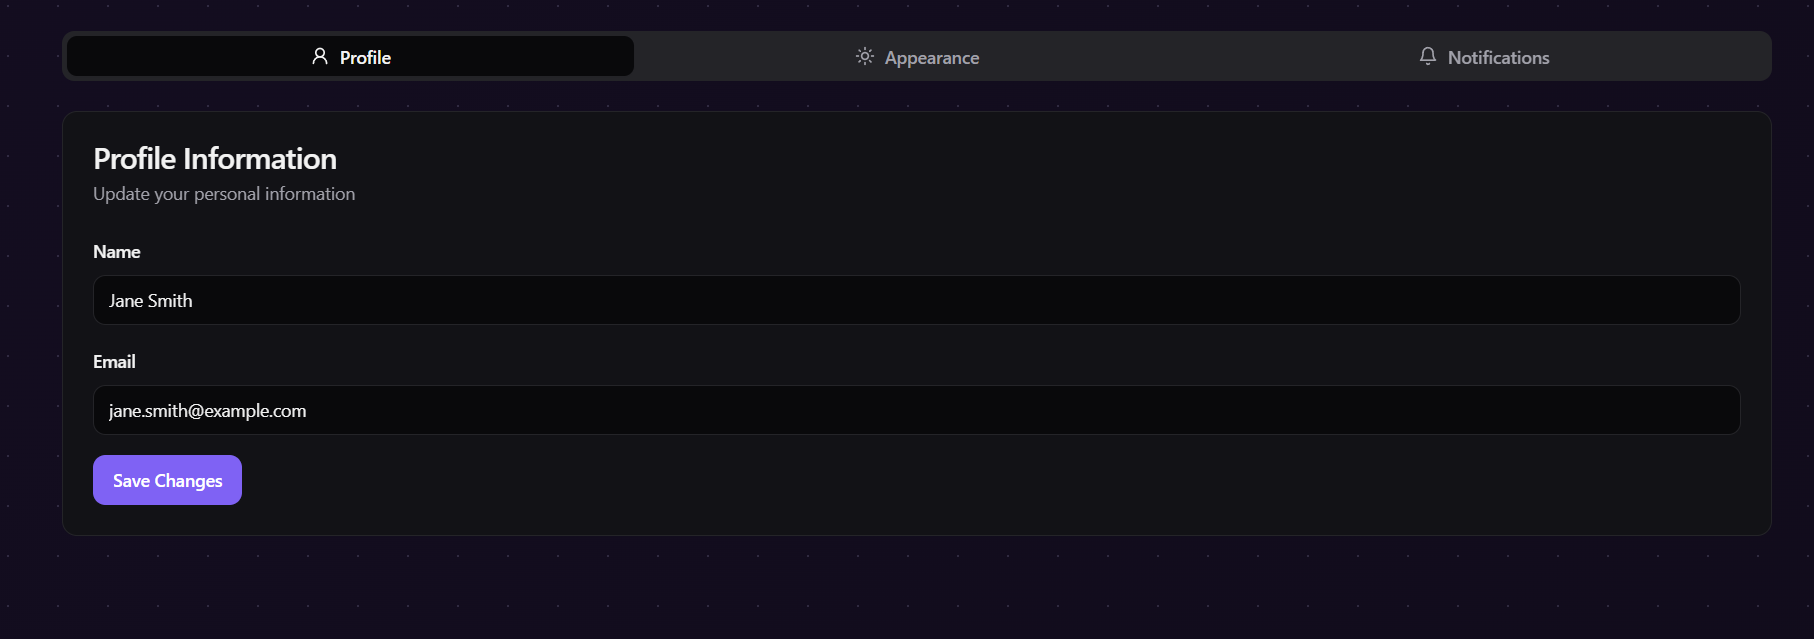 Profile
Appearance
Notifications
Profile Information
Update your personal information
Name
Jane Smith
Email
jane.smith@example.com
Save Changes